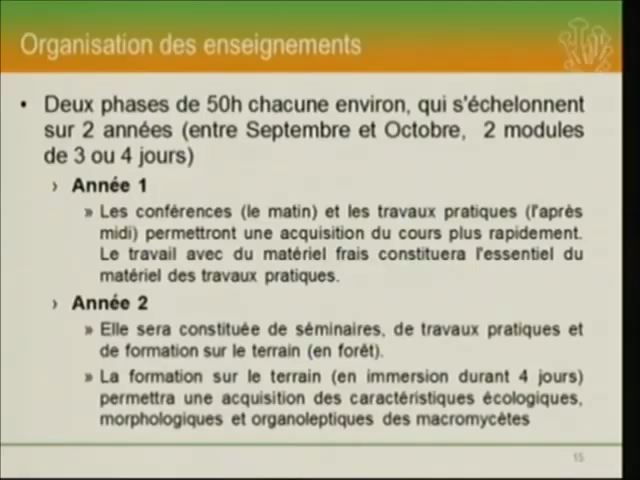 Organisation des enseignements
• Deux phases de 50h chacune environ, qui s'échelonnent
sur 2 années (entre Septembre et Octobre, 2 modules
de 3 ou 4 jours)
› Année 1
» Les conférences (le matin) et les travaux pratiques (l'après
midi) permettront une acquisition du cours plus rapidement.
Le travail avec du matériel frais constituera l'essentiel du
matériel des travaux pratiques.
› Année 2
» Elle sera constituée de séminaires, de travaux pratiques et
de formation sur le terrain (en forêt).
» La formation sur le terrain (en immersion durant 4 jours)
permettra une acquisition des caractéristiques écologiques,
morphologiques et organoleptiques des macromycètes
15